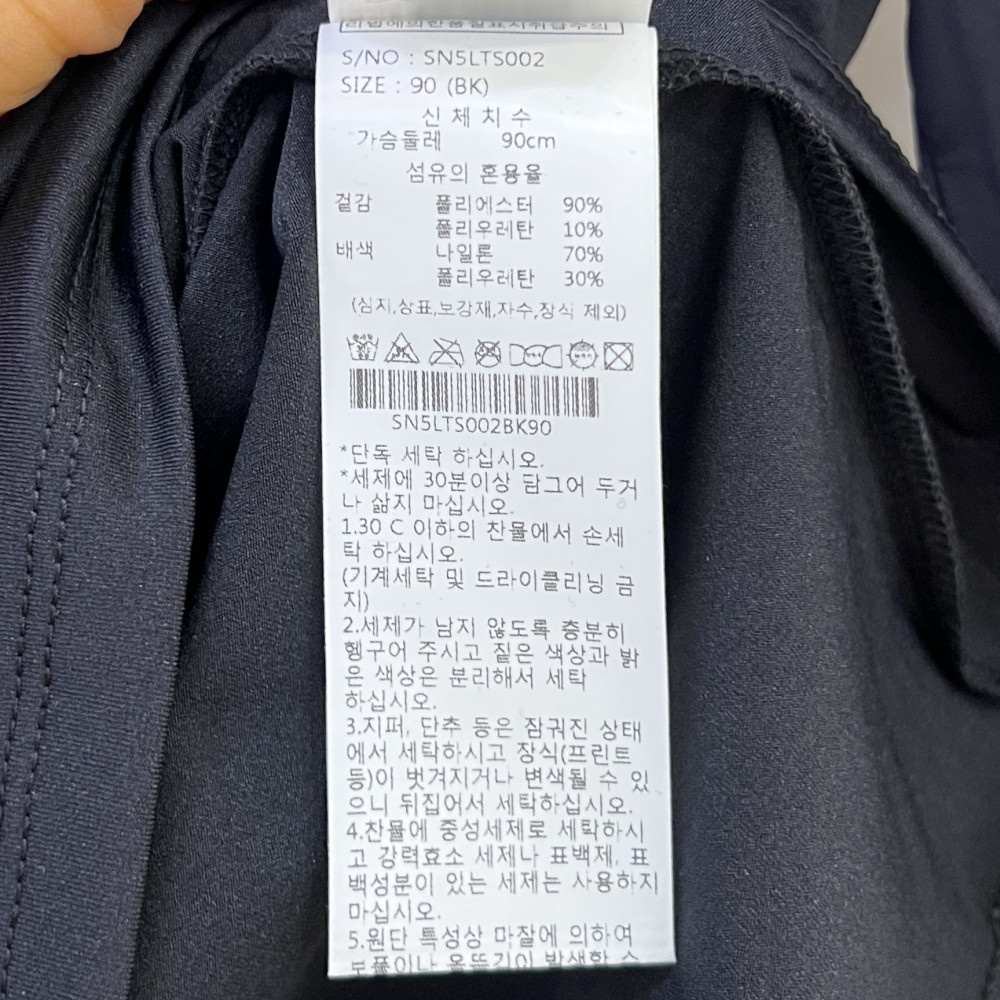 S/NO : SN5LTS002
SIZE : 90 (BK)
신 체 치 수
가슴둘레 90cm
섬유의 혼용율
겉감 폴리에스터 90%
폴리우레탄 10%
배색 나일론 70%
폴리우레탄 30%
(심지,상표,보강재,자수,장식 제외)
SN5LTS002BK90
*단독 세탁 하십시오.
*세제에 30분이상 담그어 두거
나 삶지 마십시오.
1.30 C 이하의 찬물에서 손세
탁 하십시오.
(기계세탁 및 드라이클리닝 금
지)
2.세제가 남지 않도록 충분히
헹구어 주시고 짙은 색상과 밝
은 색상은 분리해서 세탁
하십시오.
3.지퍼, 단추 등은 잠궈진 상태
에서 세탁하시고 장식(프린트
등)이 벗겨지거나 변색될 수 있
으니 뒤집어서 세탁하십시오.
4.찬물에 중성세제로 세탁하시
고 강력효소 세제나 표백제, 표
백성분이 있는 세제는 사용하지
마십시오.
5.원단 특성상 마찰에 의하여
보풀이나 올뜯김이 발생할 수